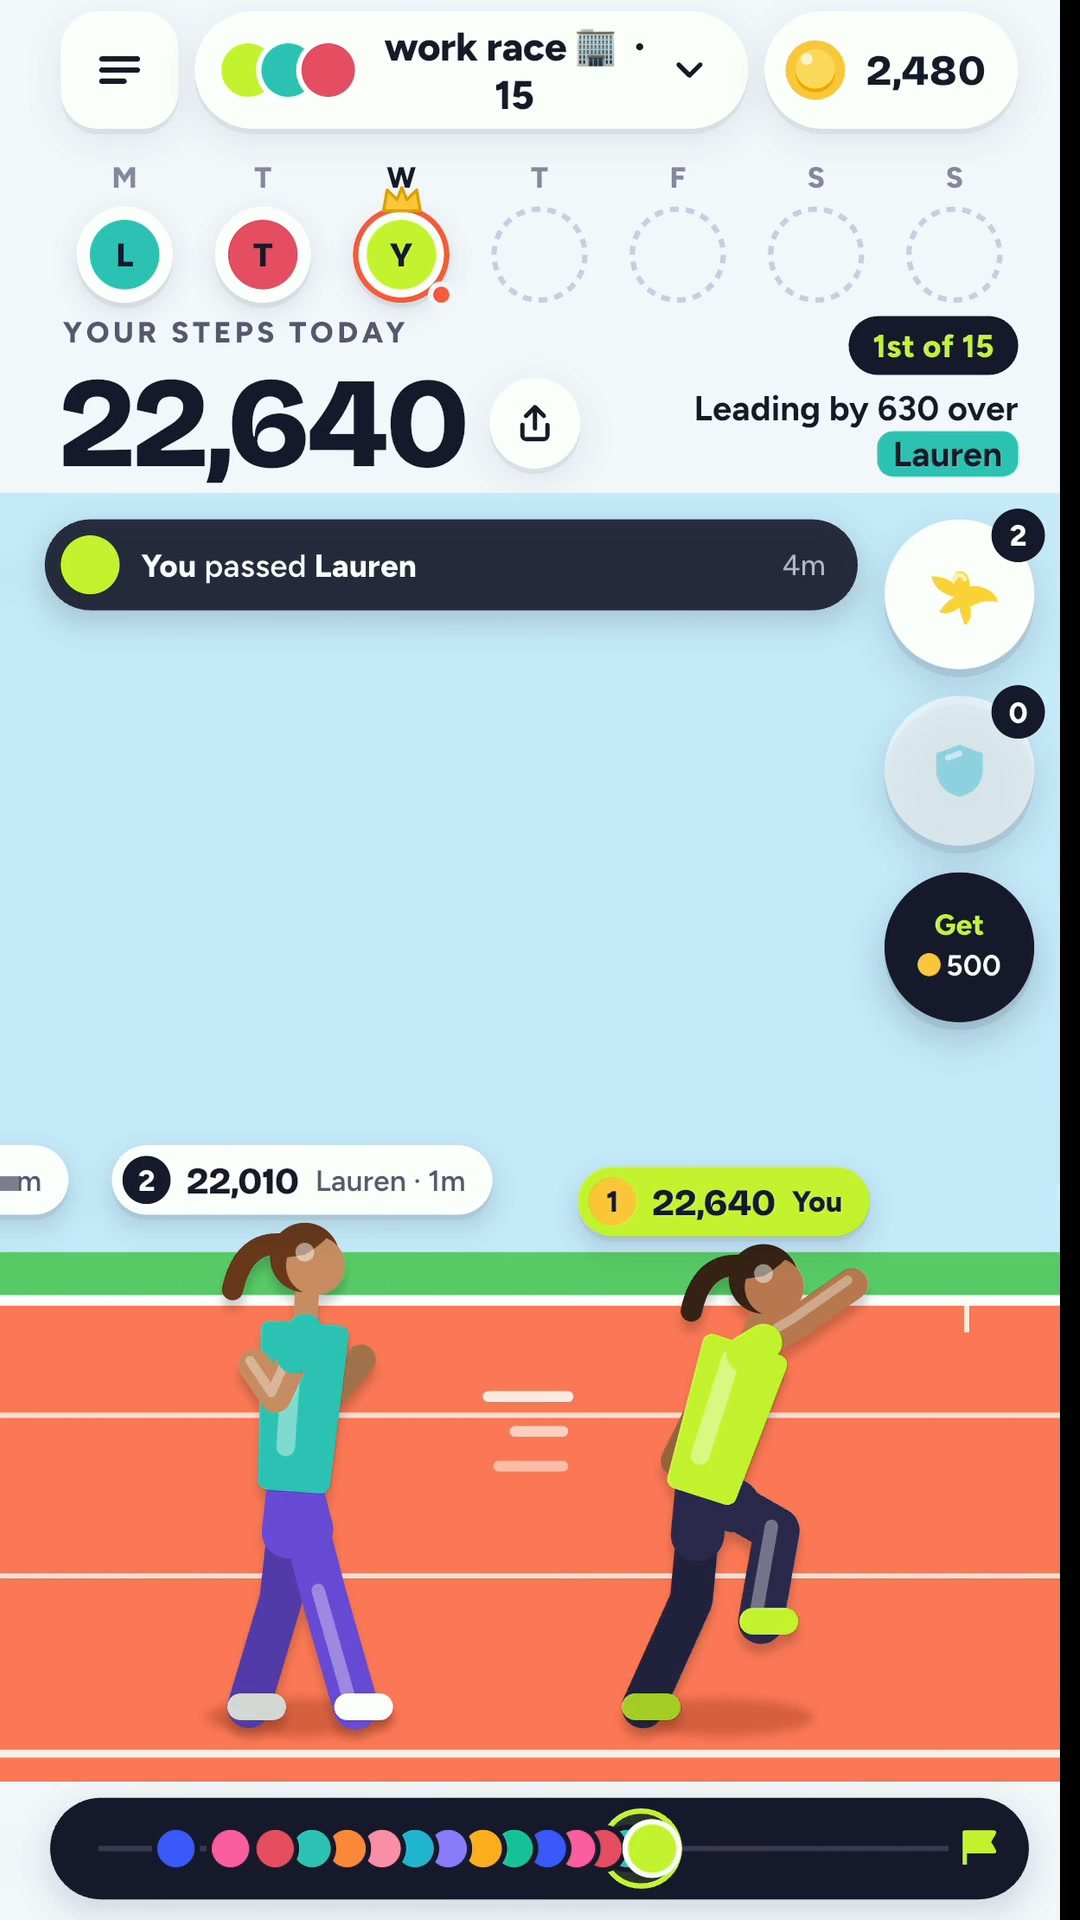 work race 🏢 ·
15
2,480
M T W T F S S
L T Y
YOUR STEPS TODAY
22,640
1st of 15
Leading by 630 over
Lauren
You passed Lauren 4m
2
0
Get
500
m
2 22,010 Lauren · 1m
1 22,640 You